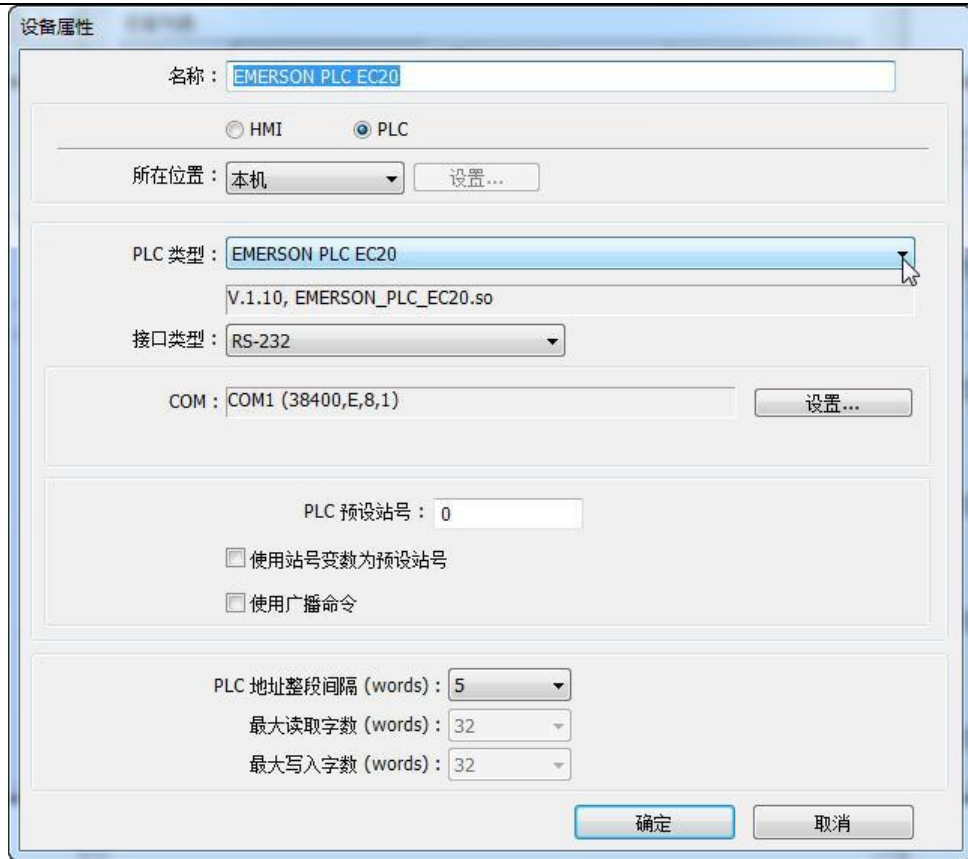 设备属性
名称： EMERSON PLC EC20
HMI PLC
所在位置： 本机 设置...
PLC 类型： EMERSON PLC EC20
V.1.10, EMERSON_PLC_EC20.so
接口类型： RS-232
COM： COM1 (38400,E,8,1) 设置...
PLC 预设站号： 0
使用站号变数为预设站号
使用广播命令
PLC 地址整段间隔 (words)： 5
最大读取字数 (words)： 32
最大写入字数 (words)： 32
确定 取消